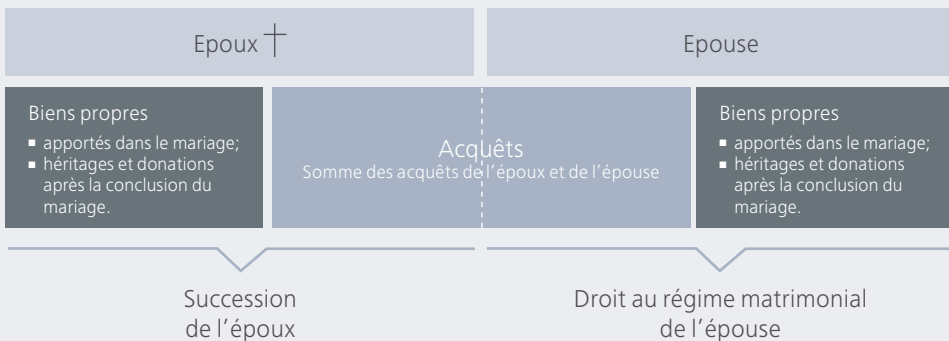 Epoux †
Epouse
Biens propres
▪ apportés dans le mariage;
▪ héritages et donations
après la conclusion du
mariage.
Acquêts
Somme des acquêts de l'époux et de l'épouse
Biens propres
▪ apportés dans le mariage;
▪ héritages et donations
après la conclusion du
mariage.
Succession
de l'époux
Droit au régime matrimonial
de l'épouse